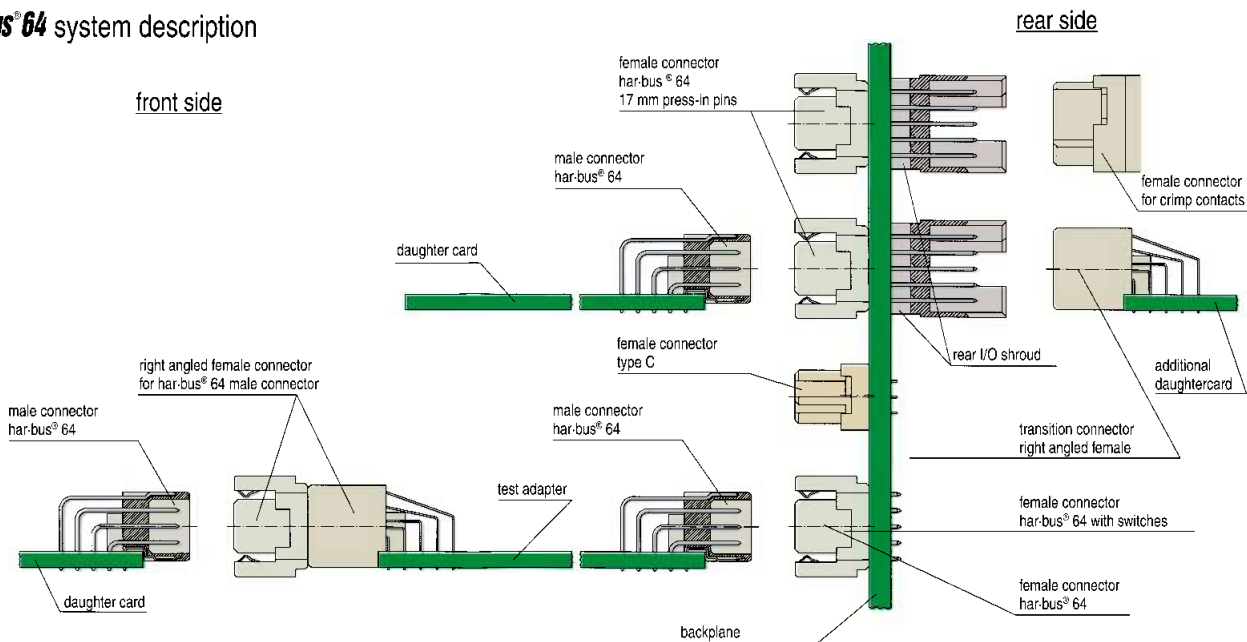 us®64 system description
rear side
front side
female connector
har·bus® 64
17 mm press-in pins
male connector
har·bus® 64
female connector
for crimp contacts
daughter card
rear I/O shroud
additional
daughtercard
female connector
type C
right angled female connector
for har·bus® 64 male connector
male connector
har·bus® 64
male connector
har·bus® 64
transition connector
right angled female
test adapter
female connector
har·bus® 64 with switches
daughter card
female connector
har·bus® 64
backplane